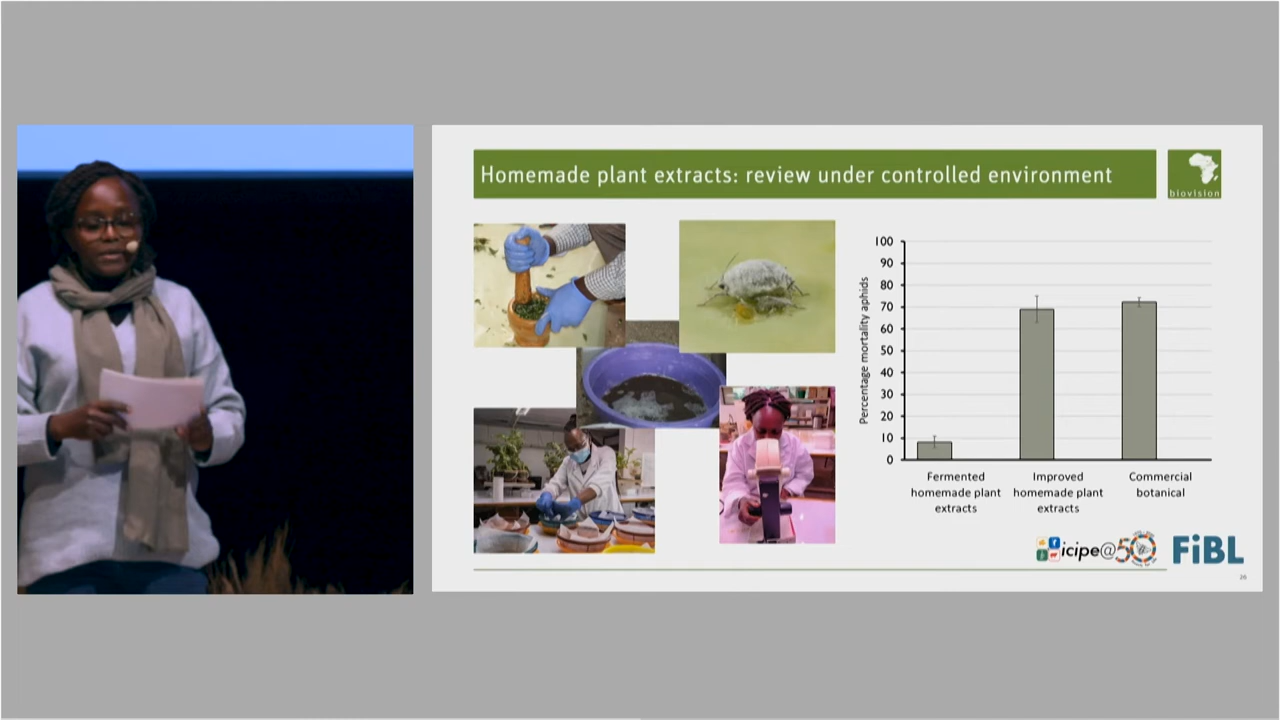 Homemade plant extracts: review under controlled environment
biovision
Percentage mortality aphids
100
90
80
70
60
50
40
30
20
10
0
Fermented
homemade plant
extracts
Improved
homemade plant
extracts
Commercial
botanical
icipe@50
FiBL
26